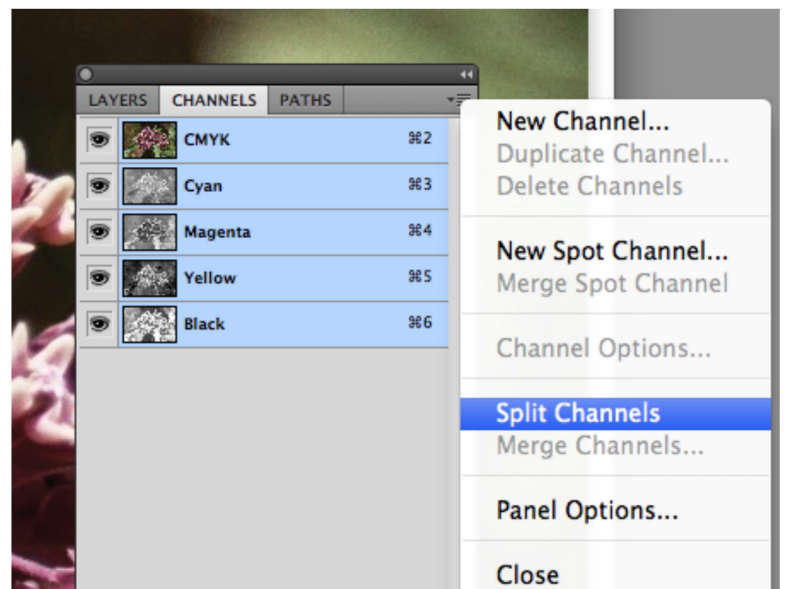 LAYERS CHANNELS PATHS
CMYK ⌘2
Cyan ⌘3
Magenta ⌘4
Yellow ⌘5
Black ⌘6
New Channel...
Duplicate Channel...
Delete Channels
New Spot Channel...
Merge Spot Channel
Channel Options...
Split Channels
Merge Channels...
Panel Options...
Close